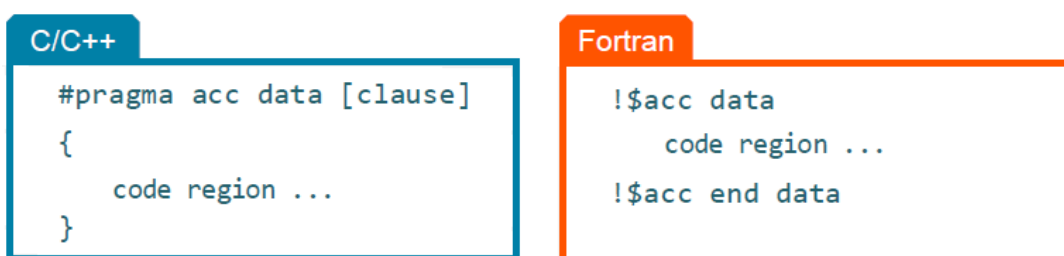 C/C++
#pragma acc data [clause]
{
code region ...
}
Fortran
!$acc data
code region ...
!$acc end data